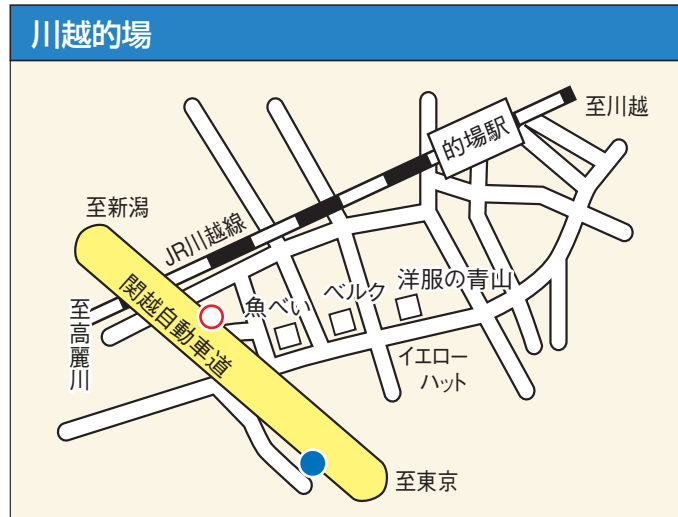 川越的場
至川越
的場駅
至新潟
JR川越線
洋服の青山
ベルク
魚べい
関越自動車道
至高麗川
イエロー
ハット
至東京